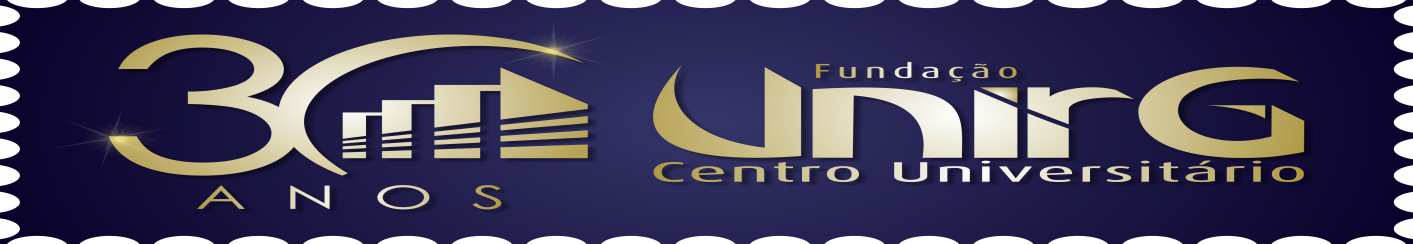 30
ANOS
Fundação
UnirG
Centro Universitário